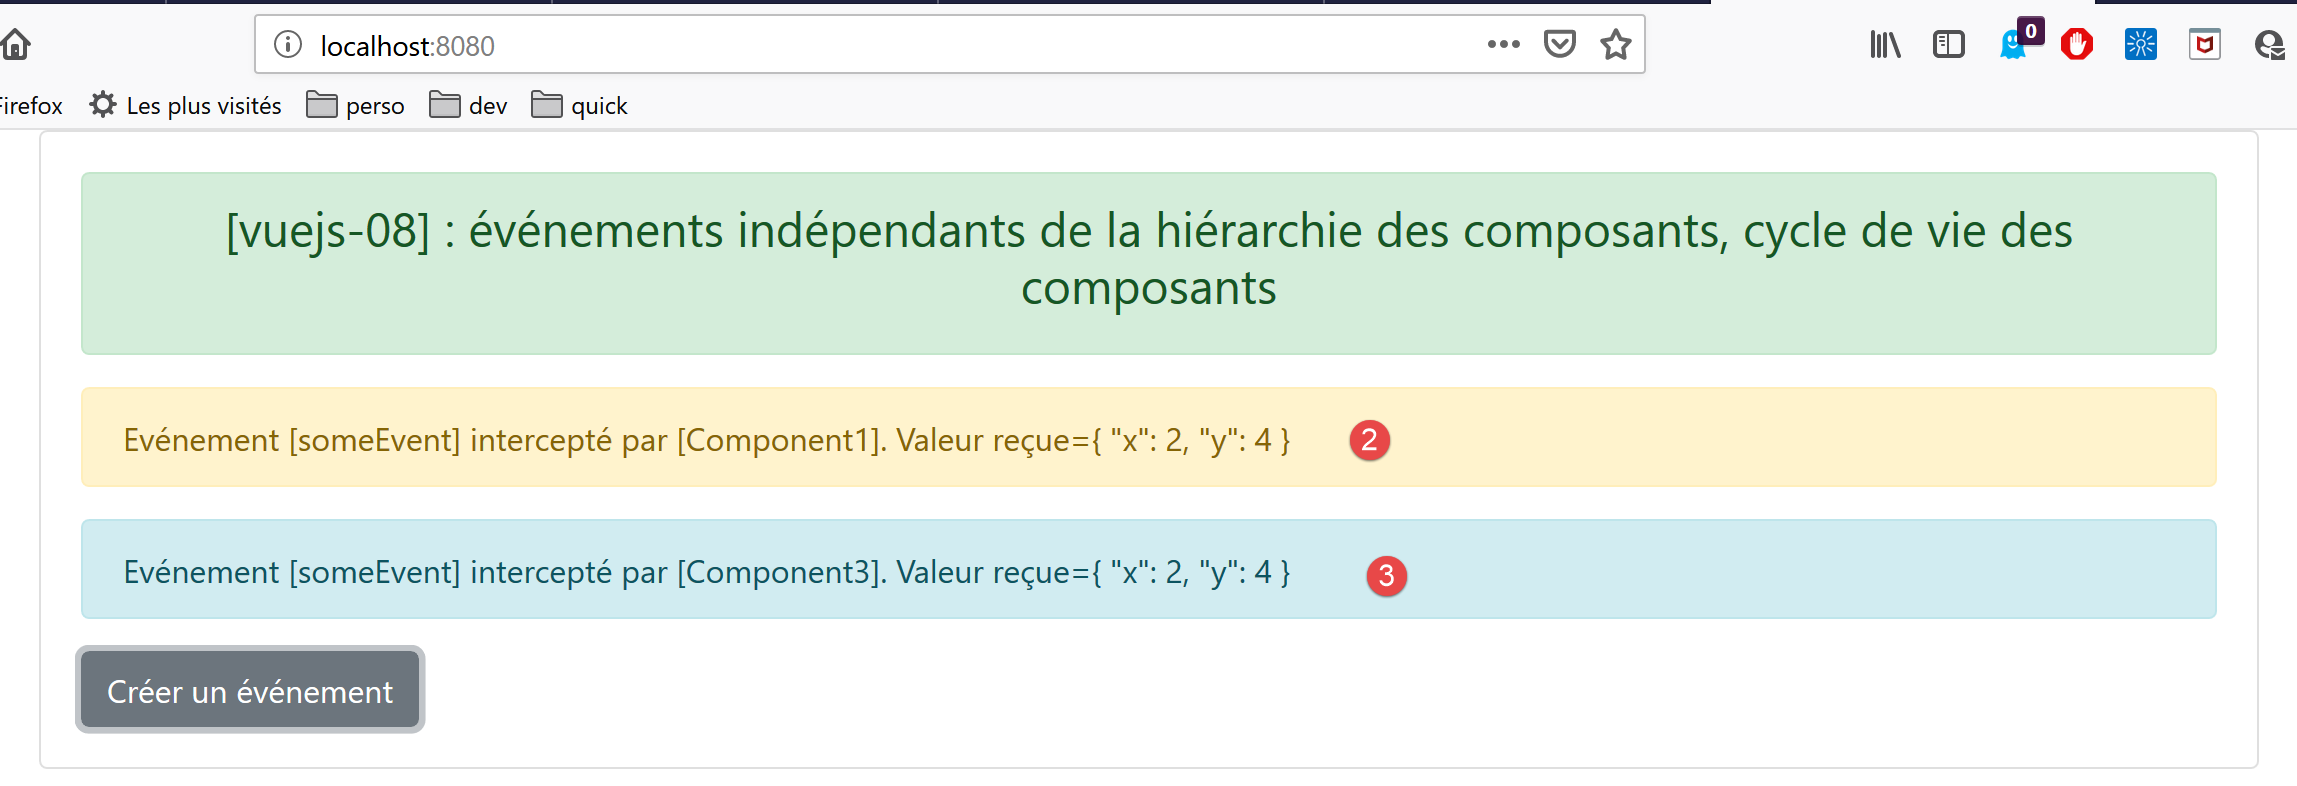 localhost:8080
0
Firefox Les plus visités perso dev quick
[vuejs-08] : événements indépendants de la hiérarchie des composants, cycle de vie des
composants
Evénement [someEvent] intercepté par [Component1]. Valeur reçue={ "x": 2, "y": 4 }
2
Evénement [someEvent] intercepté par [Component3]. Valeur reçue={ "x": 2, "y": 4 }
3
Créer un événement